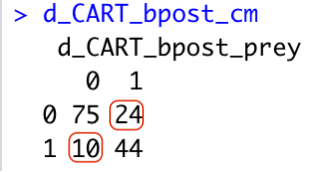 > d_CART_bpost_cm
d_CART_bpost_prey
0 1
0 75 24
1 10 44